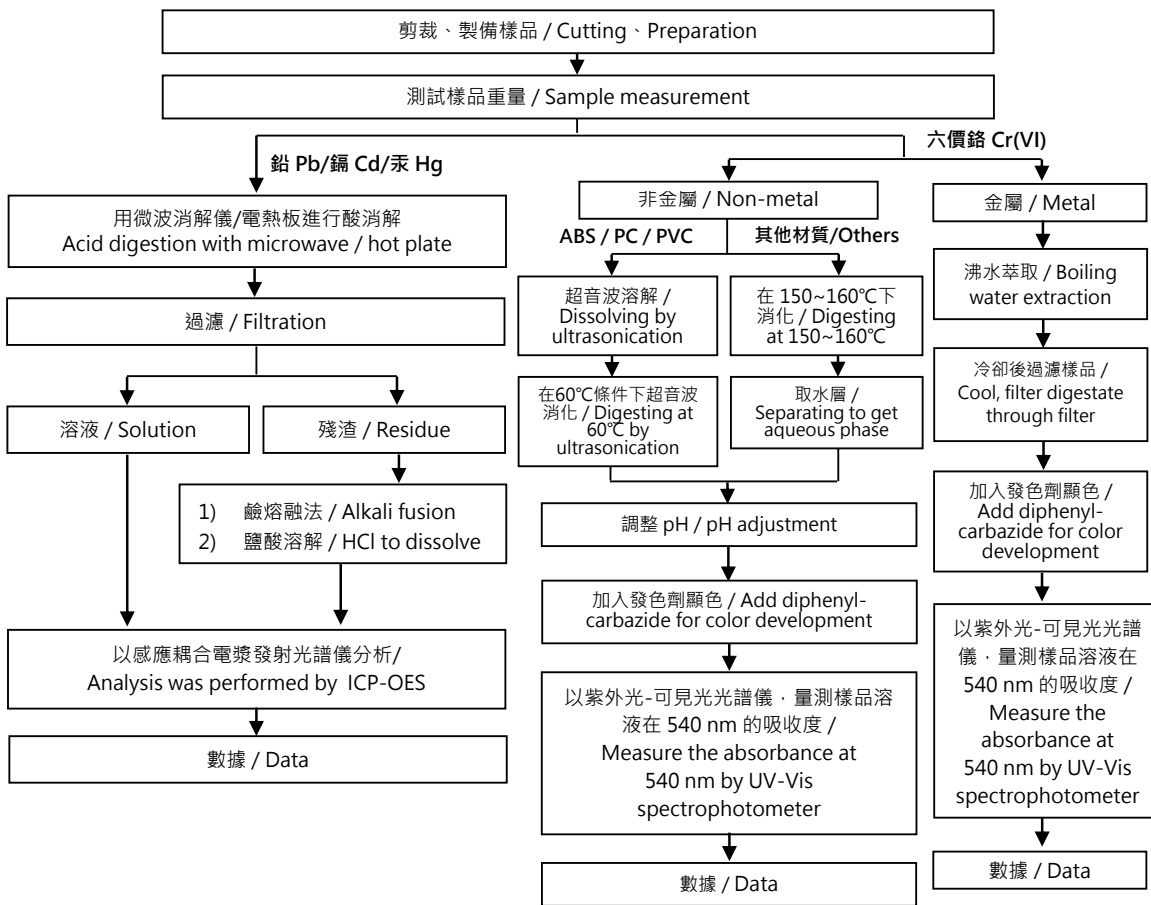 剪裁、製備樣品 / Cutting、Preparation
測試樣品重量 / Sample measurement
鉛 Pb/鎘 Cd/汞 Hg
用微波消解儀/電熱板進行酸消解
Acid digestion with microwave / hot plate
過濾 / Filtration
溶液 / Solution
殘渣 / Residue
1) 鹼熔融法 / Alkali fusion
2) 鹽酸溶解 / HCl to dissolve
以感應耦合電漿發射光譜儀分析/
Analysis was performed by ICP-OES
數據 / Data
六價鉻 Cr(VI)
非金屬 / Non-metal
ABS / PC / PVC
其他材質/Others
超音波溶解 /
Dissolving by
ultrasonication
在 150~160℃下
消化 / Digesting
at 150~160℃
在60℃條件下超音波
消化 / Digesting at
60℃ by
ultrasonication
取水層 /
Separating to get
aqueous phase
調整 pH / pH adjustment
加入發色劑顯色 / Add diphenyl-
carbazide for color development
以紫外光-可見光光譜儀，量測樣品溶
液在 540 nm 的吸收度 /
Measure the absorbance at
540 nm by UV-Vis
spectrophotometer
數據 / Data
金屬 / Metal
沸水萃取 / Boiling
water extraction
冷卻後過濾樣品 /
Cool, filter digestate
through filter
加入發色劑顯色 /
Add diphenyl-
carbazide for color
development
以紫外光-可見光光譜
儀，量測樣品溶液在
540 nm 的吸收度 /
Measure the
absorbance at
540 nm by UV-Vis
spectrophotometer
數據 / Data